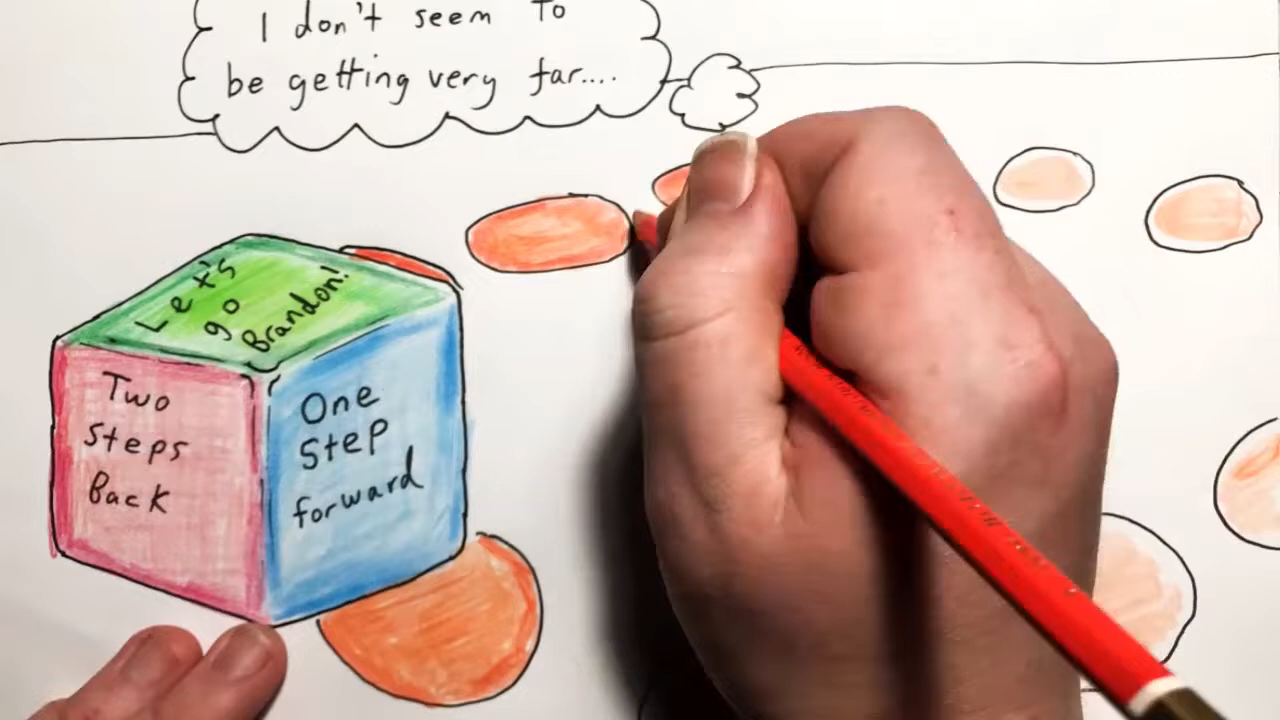 I don't seem to
be getting very far....
Let's
go
Brandon!
Two
Steps
Back
One
Step
forward